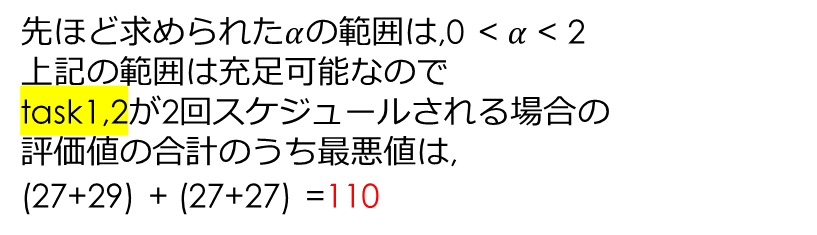 先ほど求められた𝛼の範囲は,0 < 𝛼 < 2
上記の範囲は充足可能なので
task1,2が2回スケジュールされる場合の
評価値の合計のうち最悪値は,
(27+29) + (27+27) =110